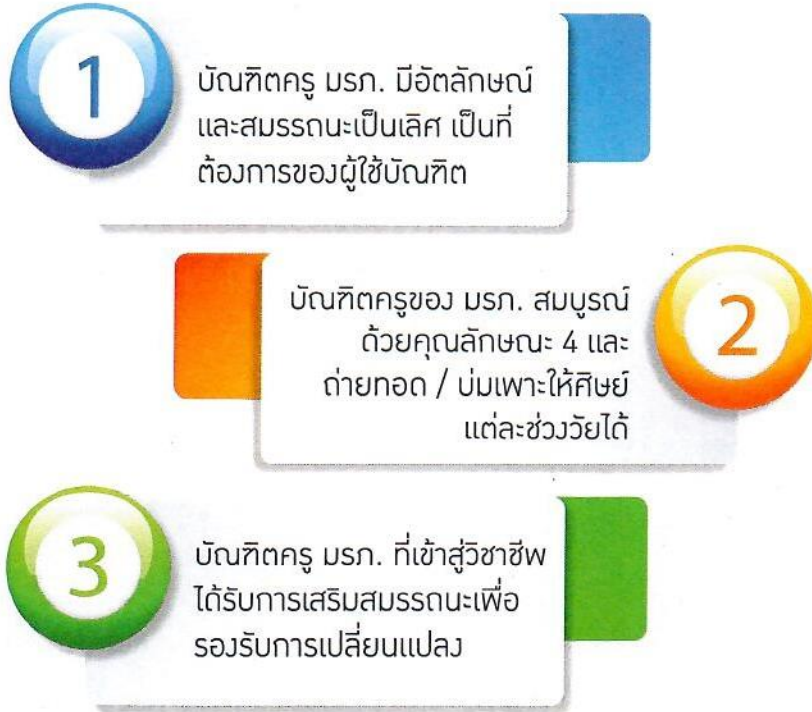 1
บัณฑิตครู มรภ. มีอัตลักษณ์
และสมรรถนะเป็นเลิศ เป็นที่
ต้องการของผู้ใช้บัณฑิต
บัณฑิตครูของ มรภ. สมบูรณ์
ด้วยคุณลักษณะ 4 และ
ถ่ายทอด / บ่มเพาะให้ศิษย์
แต่ละช่วงวัยได้
2
3
บัณฑิตครู มรภ. ที่เข้าสู่วิชาชีพ
ได้รับการเสริมสมรรถนะเพื่อ
รองรับการเปลี่ยนแปลง